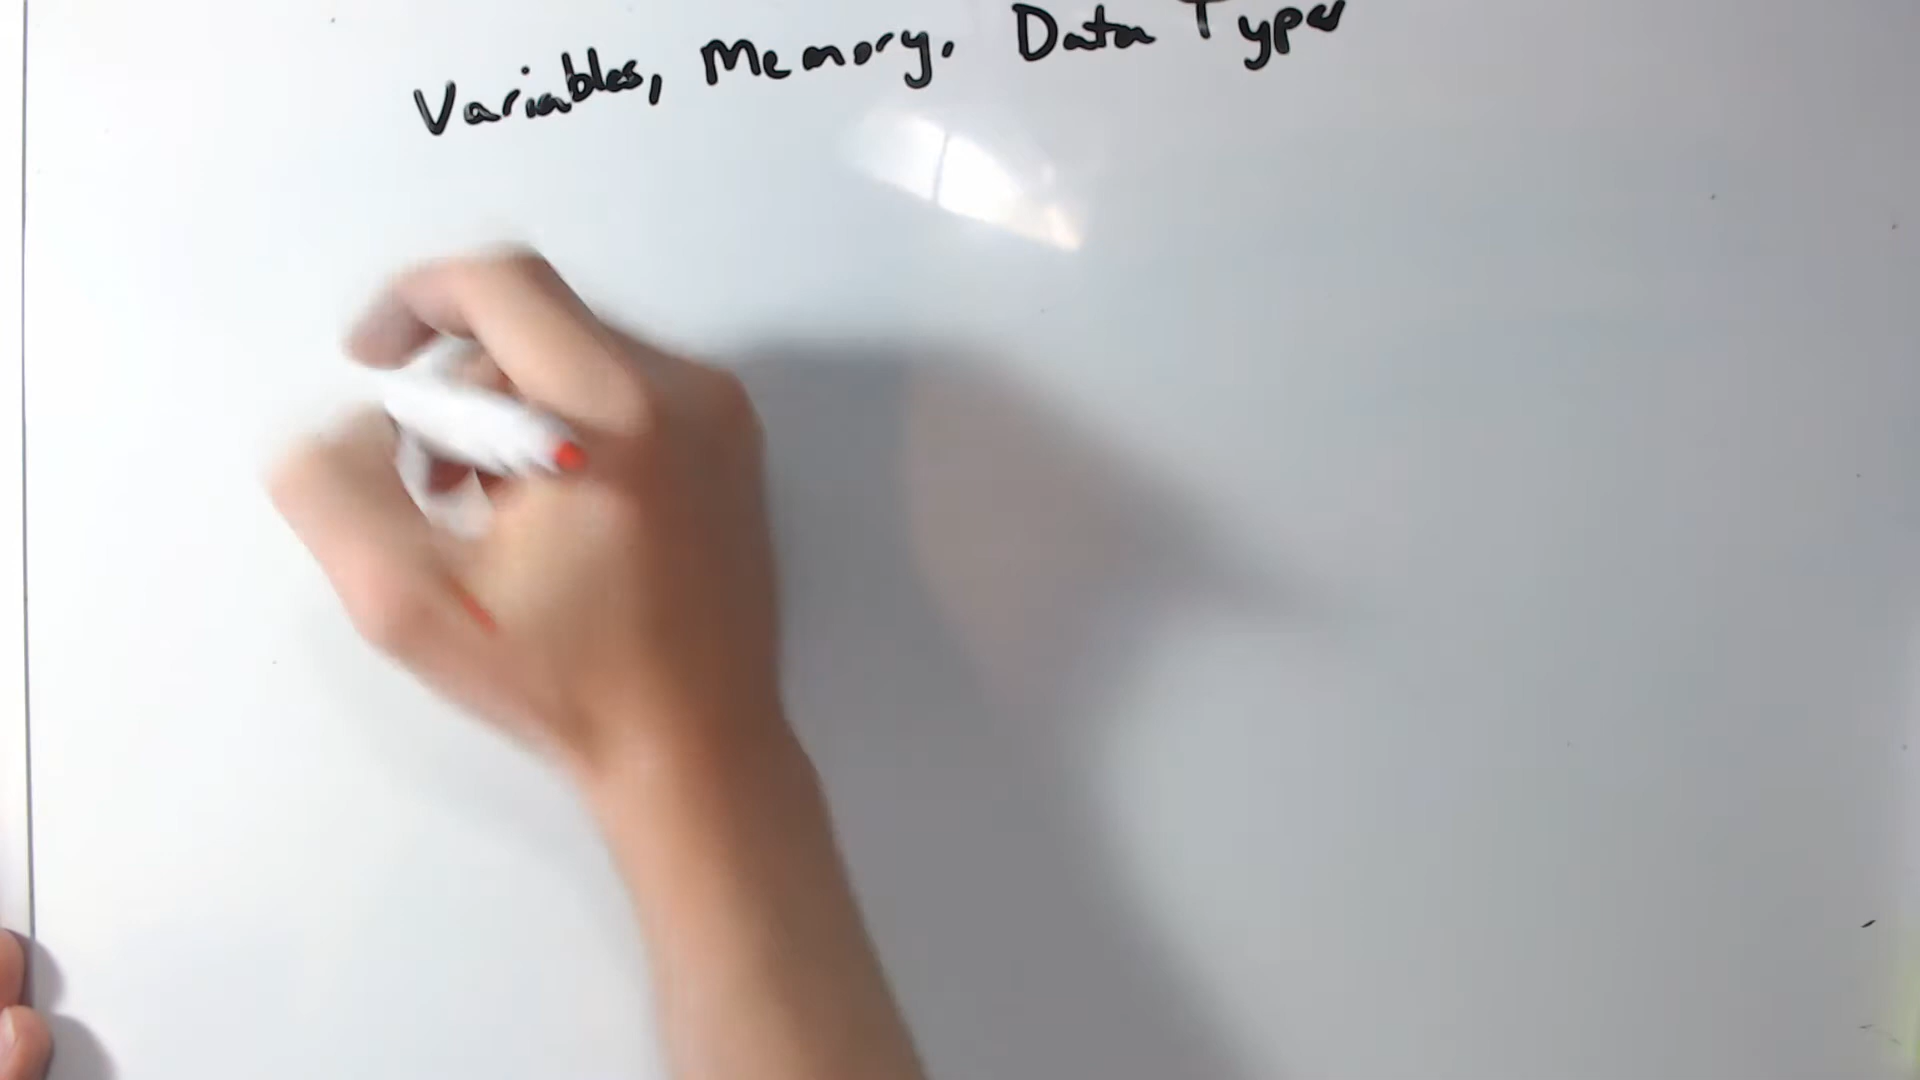 Variables, Memory, Data Types